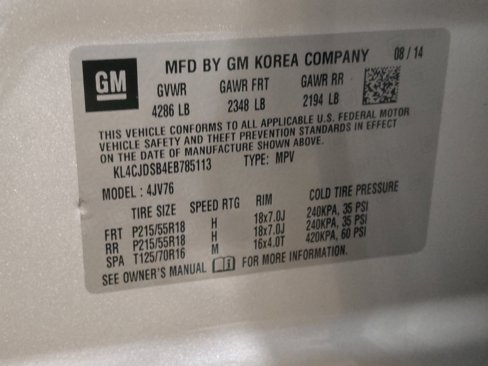 GM
MFD BY GM KOREA COMPANY 08 / 14
GVWR GAWR FRT GAWR RR
4286 LB 2348 LB 2194 LB
THIS VEHICLE CONFORMS TO ALL APPLICABLE U.S. FEDERAL MOTOR
VEHICLE SAFETY AND THEFT PREVENTION STANDARDS IN EFFECT
ON THE DATE OF MANUFACTURE SHOWN ABOVE.
KL4CJDSB4EB785113 TYPE: MPV
MODEL : 4JV76
TIRE SIZE SPEED RTG RIM COLD TIRE PRESSURE
FRT P215/55R18 H 18x7.0J 240KPA, 35 PSI
RR P215/55R18 H 18x7.0J 240KPA, 35 PSI
SPA T125/70R16 M 16x4.0T 420KPA, 60 PSI
SEE OWNER'S MANUAL FOR MORE INFORMATION.